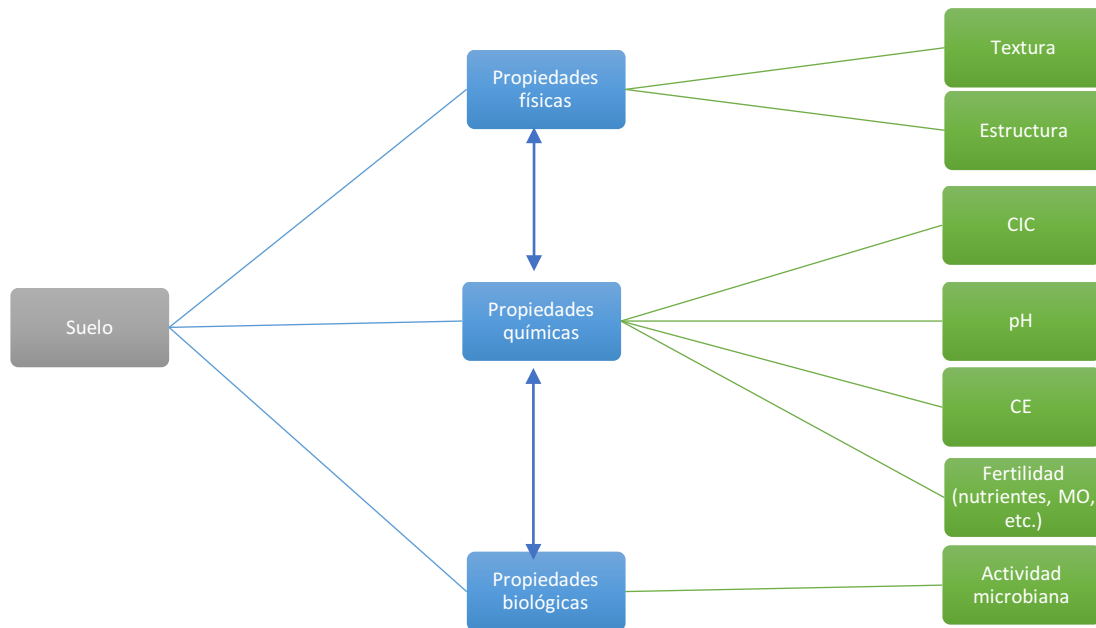 Suelo
Propiedades
físicas
Textura
Estructura
Propiedades
químicas
CIC
pH
CE
Fertilidad
(nutrientes, MO,
etc.)
Propiedades
biológicas
Actividad
microbiana